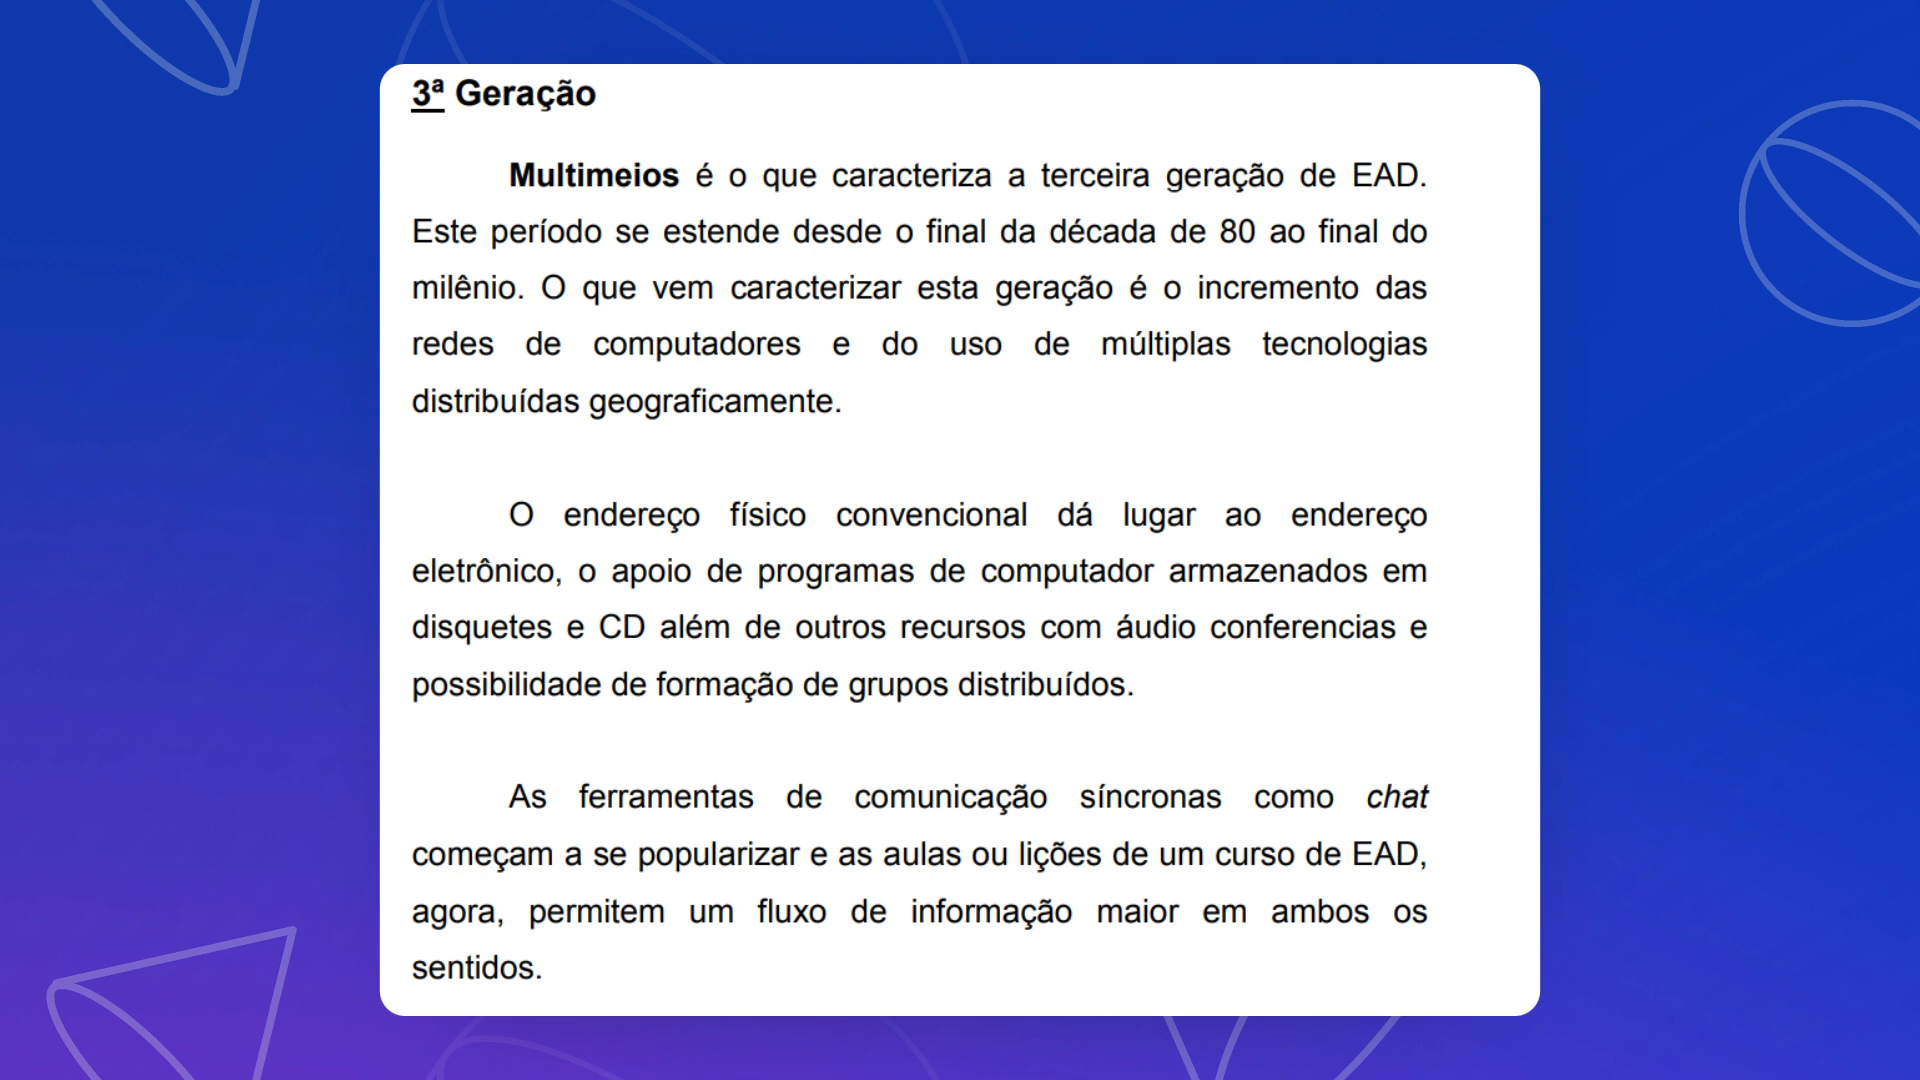 3ª Geração
Multimeios é o que caracteriza a terceira geração de EAD.
Este período se estende desde o final da década de 80 ao final do
milênio. O que vem caracterizar esta geração é o incremento das
redes de computadores e do uso de múltiplas tecnologias
distribuídas geograficamente.
O endereço físico convencional dá lugar ao endereço
eletrônico, o apoio de programas de computador armazenados em
disquetes e CD além de outros recursos com áudio conferencias e
possibilidade de formação de grupos distribuídos.
As ferramentas de comunicação síncronas como chat
começam a se popularizar e as aulas ou lições de um curso de EAD,
agora, permitem um fluxo de informação maior em ambos os
sentidos.